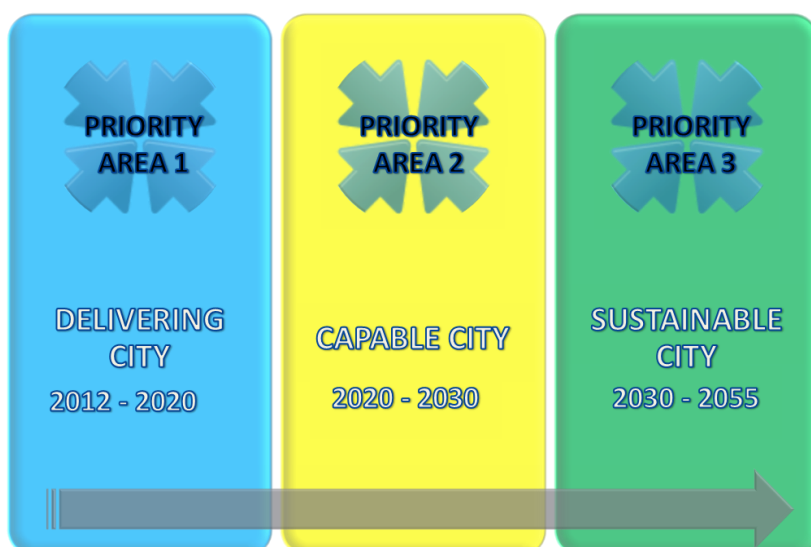 PRIORITY
AREA 1
DELIVERING
CITY
2012 - 2020
PRIORITY
AREA 2
CAPABLE CITY
2020 - 2030
PRIORITY
AREA 3
SUSTAINABLE
CITY
2030 - 2055